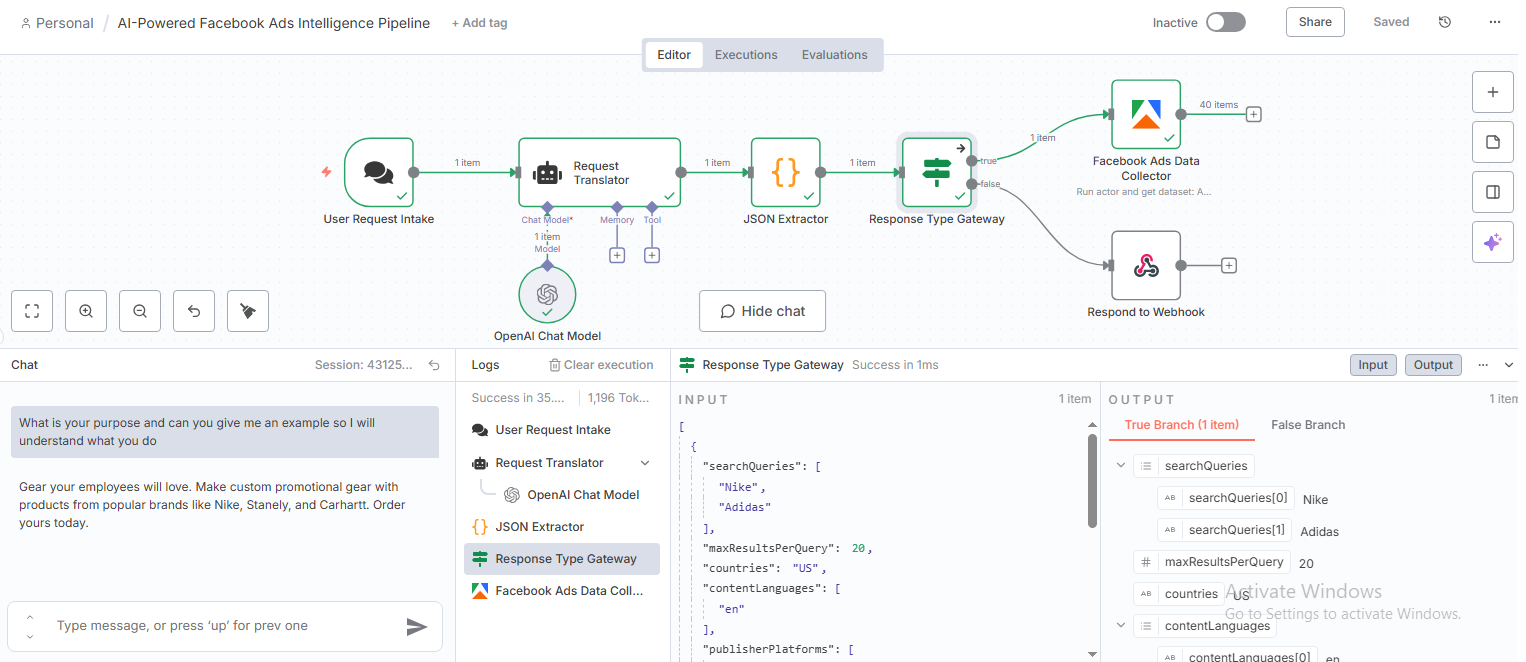 Personal / AI-Powered Facebook Ads Intelligence Pipeline + Add tag
Inactive Share Saved ...
Editor Executions Evaluations
40 items
1 item
1 item 1 item 1 item true
Request
Translator
Facebook Ads Data
Collector
Run actor and get dataset: A...
false
User Request Intake
Chat Model* Memory Tool
JSON Extractor
Response Type Gateway
1 item
Model
+ +
OpenAI Chat Model
Hide chat
Respond to Webhook
Chat Session: 43125...
What is your purpose and can you give me an example so I will
understand what you do
Gear your employees will love. Make custom promotional gear with
products from popular brands like Nike, Stanely, and Carhartt. Order
yours today.
Type message, or press ‘up’ for prev one
Logs Clear execution
Success in 35.... 1,196 Tok...
User Request Intake
Request Translator
OpenAI Chat Model
JSON Extractor
Response Type Gateway
Facebook Ads Data Coll...
Response Type Gateway Success in 1ms
Input Output ...
INPUT 1 item
[
{
"searchQueries": [
"Nike",
"Adidas"
],
"maxResultsPerQuery": 20,
"countries": "US",
"contentLanguages": [
"en"
],
"publisherPlatforms": [
OUTPUT 1 item
True Branch (1 item) False Branch
searchQueries
AB searchQueries[0] Nike
AB searchQueries[1] Adidas
# maxResultsPerQuery 20
AB countries US
contentLanguages
AB contentLanguages[0] en
Activate Windows
Go to Settings to activate Windows.